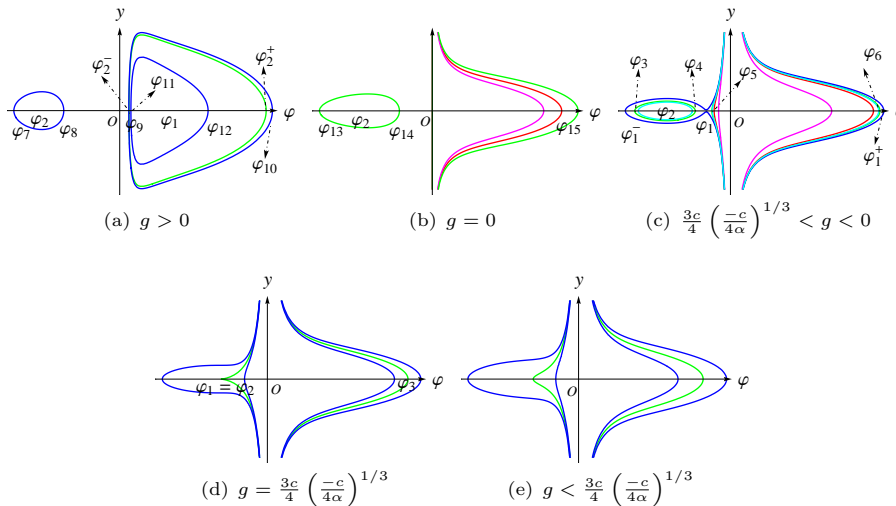 y y y
φ₂⁻ φ₁₁ φ₂⁺ φ₃ φ₄ φ₅ φ₆
O φ φ O φ₂
φ₇ φ₂ φ₈ φ₉ φ₁ φ₁₂ φ₁₀ φ₁₃ φ₂ φ₁₄ φ₁₅ φ₁⁻ φ₁ O φ₁⁺
(a) g > 0 (b) g = 0 (c) 3c/4 (−c/4α)^{1/3} < g < 0
y y
φ₁ = φ₂ O φ₃ φ O φ
(d) g = 3c/4 (−c/4α)^{1/3} (e) g < 3c/4 (−c/4α)^{1/3}